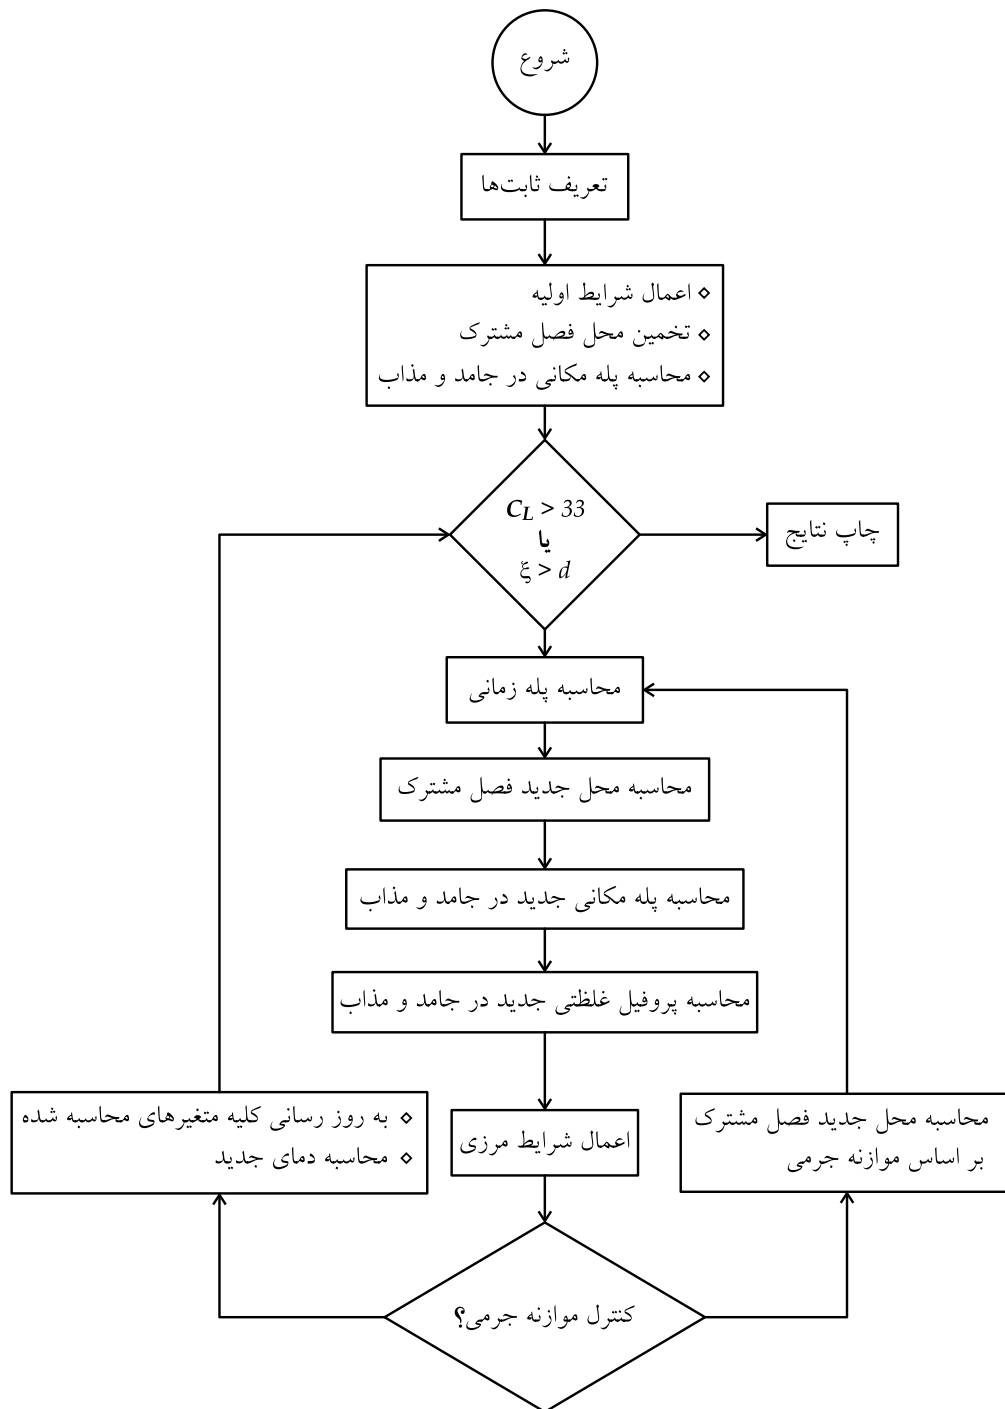 شروع
تعریف ثابت‌ها
◇ اعمال شرایط اولیه
◇ تخمین محل فصل مشترک
◇ محاسبه پله مکانی در جامد و مذاب
C_L > 33
یا
ξ > d
چاپ نتایج
محاسبه پله زمانی
محاسبه محل جدید فصل مشترک
محاسبه پله مکانی جدید در جامد و مذاب
محاسبه پروفیل غلظتی جدید در جامد و مذاب
محاسبه محل جدید فصل مشترک
بر اساس موازنه جرمی
اعمال شرایط مرزی
◇ به روز رسانی کلیه متغیرهای محاسبه شده
◇ محاسبه دمای جدید
کنترل موازنه جرمی؟